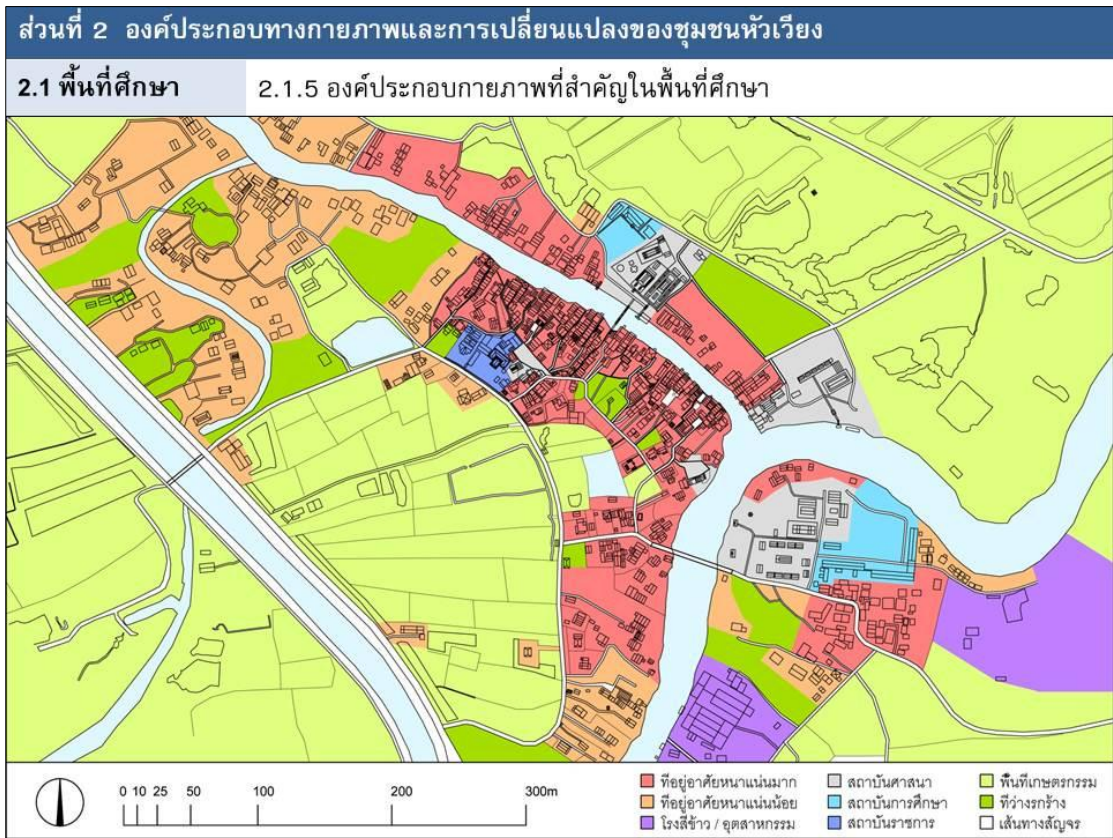 ส่วนที่ 2 องค์ประกอบทางกายภาพและการเปลี่ยนแปลงของชุมชนหัวเวียง
2.1 พื้นที่ศึกษา 2.1.5 องค์ประกอบกายภาพที่สำคัญในพื้นที่ศึกษา
0 10 25 50 100 200 300m
ที่อยู่อาศัยหนาแน่นมาก
ที่อยู่อาศัยหนาแน่นน้อย
โรงสีข้าว / อุตสาหกรรม
สถาบันศาสนา
สถาบันการศึกษา
สถาบันราชการ
พื้นที่เกษตรกรรม
ที่ว่างรกร้าง
เส้นทางสัญจร